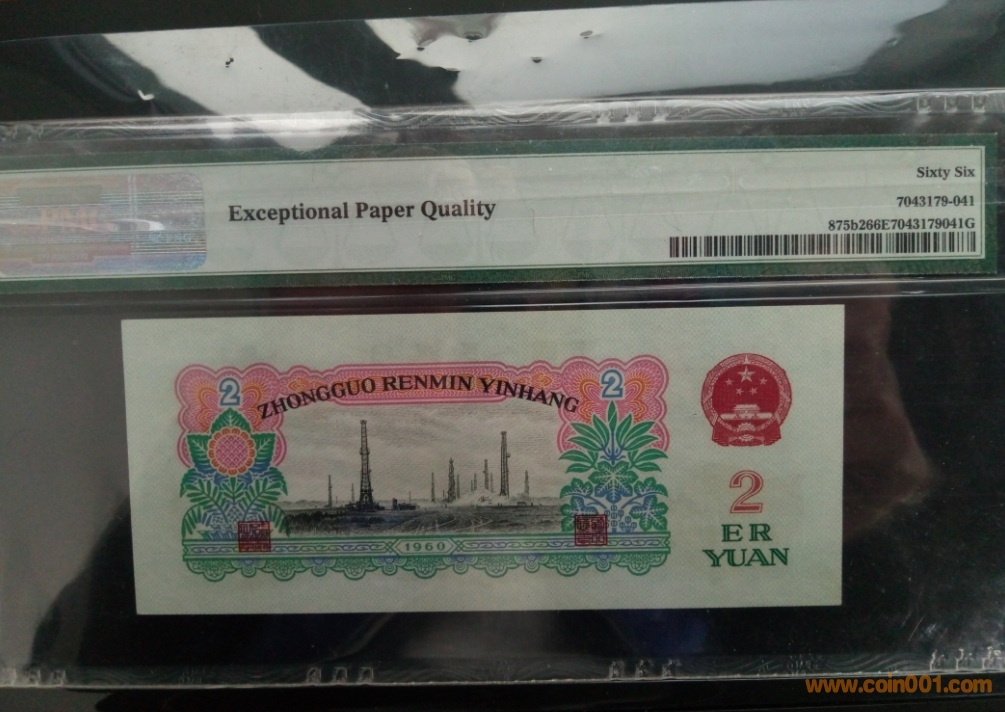 Sixty Six
Exceptional Paper Quality
7043179-041
875b266E7043179041G
ZHONGGUO RENMIN YINHANG
2
2
2
ER
YUAN
1960
www.coin001.com